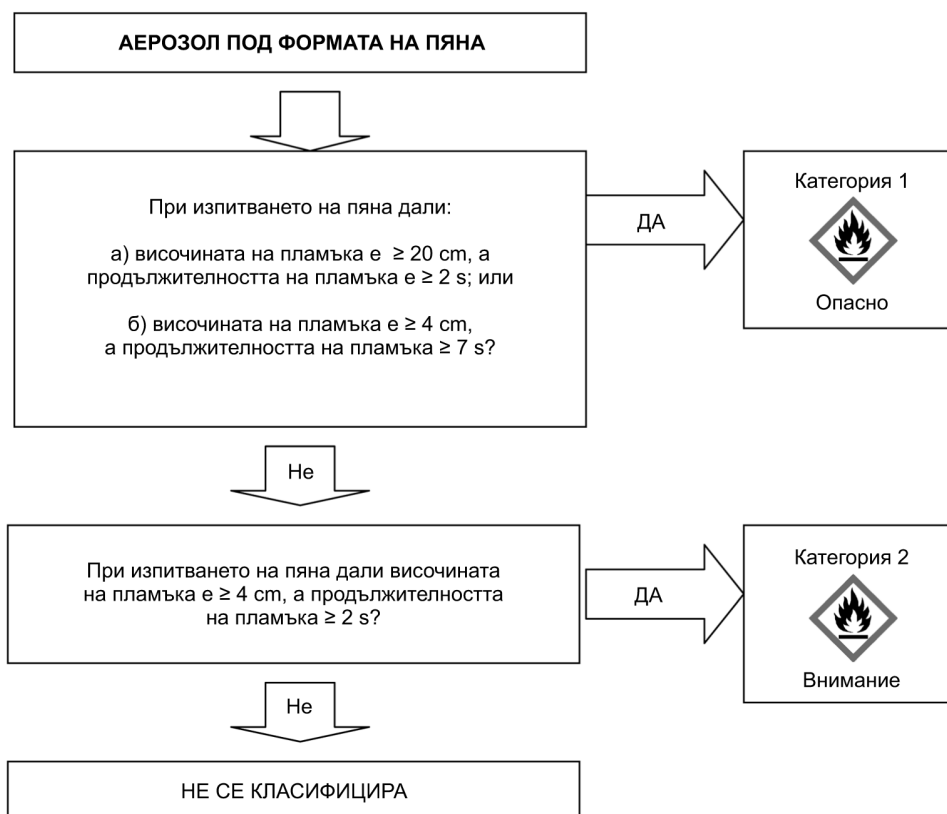 АЕРОЗОЛ ПОД ФОРМАТА НА ПЯНА
При изпитването на пяна дали:
а) височината на пламъка е ≥ 20 cm, а
продължителността на пламъка е ≥ 2 s; или
б) височината на пламъка е ≥ 4 cm,
а продължителността на пламъка ≥ 7 s?
ДА
Категория 1
Опасно
Не
При изпитването на пяна дали височината
на пламъка е ≥ 4 cm, а продължителността
на пламъка ≥ 2 s?
ДА
Категория 2
Внимание
Не
НЕ СЕ КЛАСИФИЦИРА